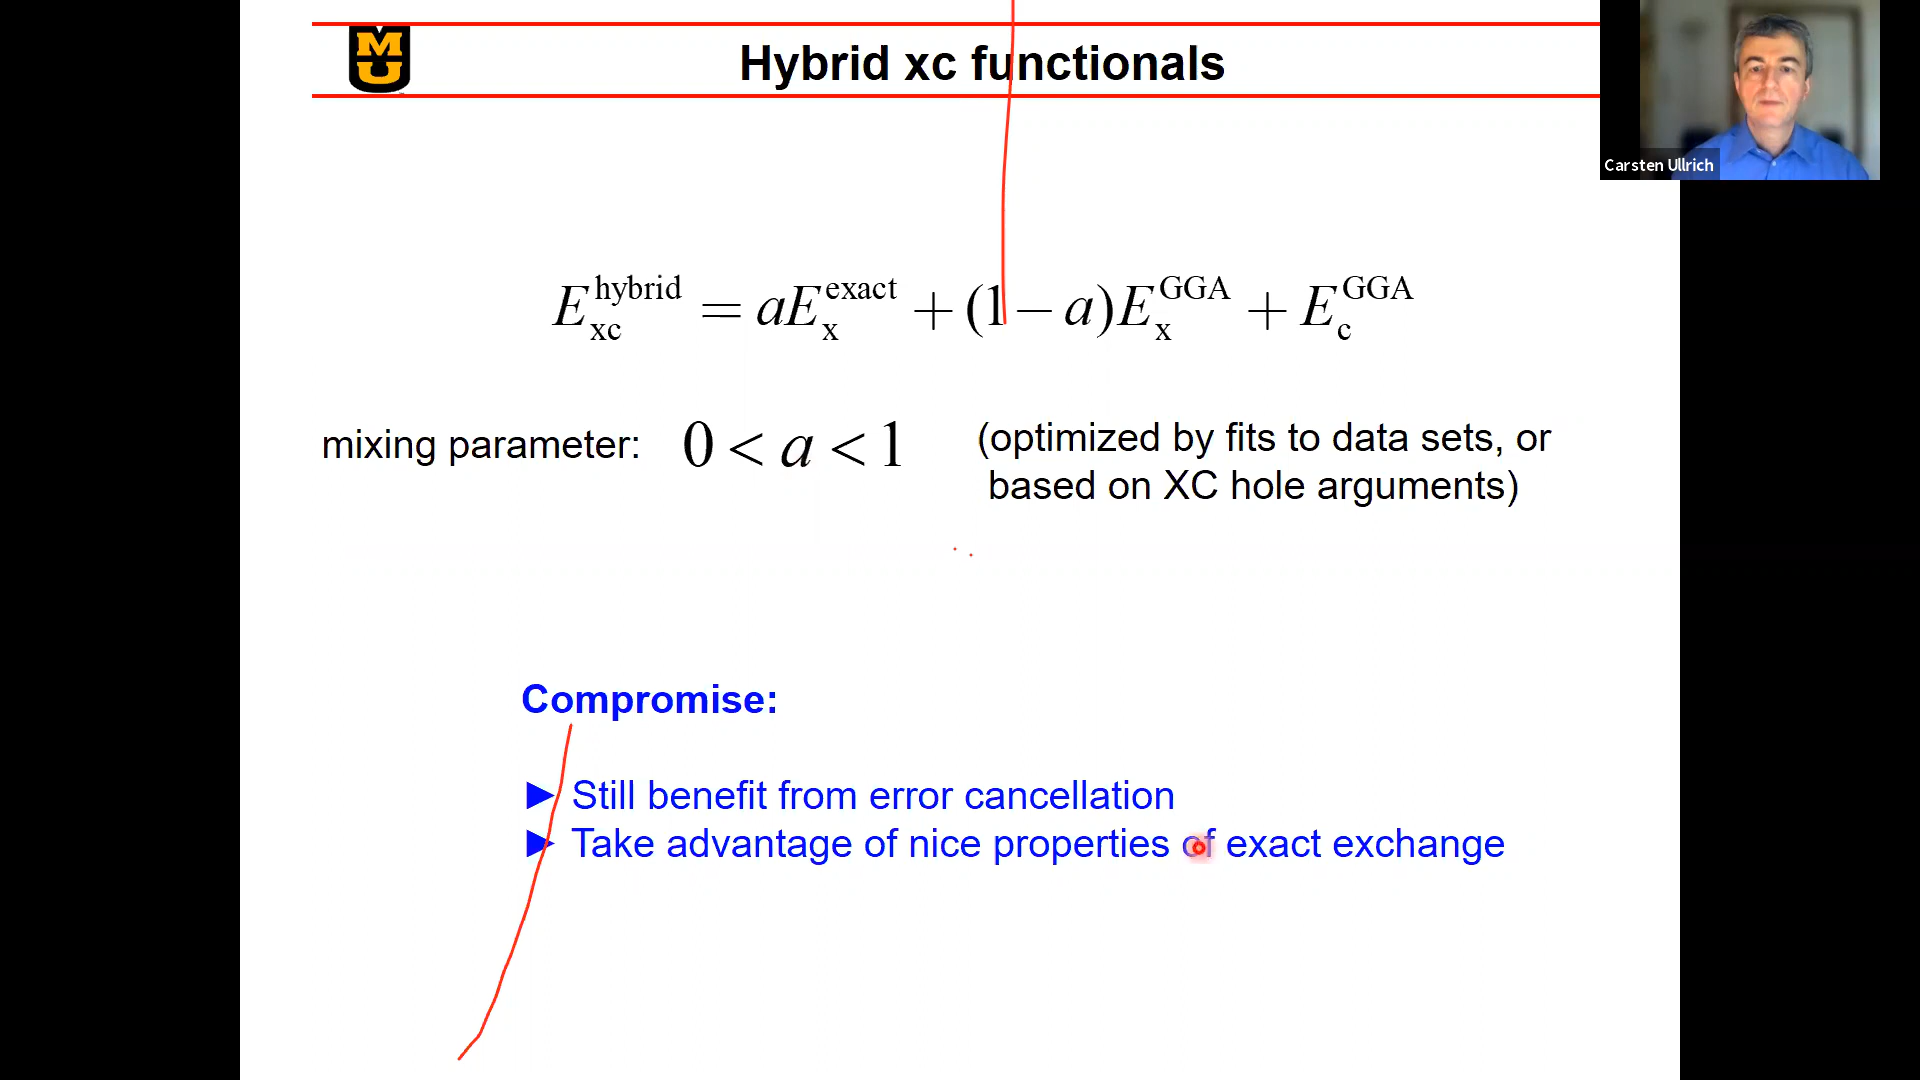 MU
Hybrid xc functionals
Carsten Ullrich
E_xc^hybrid = aE_x^exact + (1 − a)E_x^GGA + E_c^GGA
mixing parameter: 0 < a < 1 (optimized by fits to data sets, or
based on XC hole arguments)
Compromise:
► Still benefit from error cancellation
► Take advantage of nice properties of exact exchange